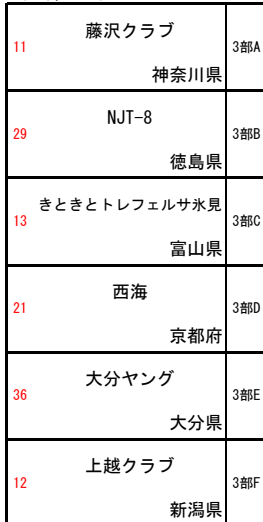 藤沢クラブ
11
3部A
神奈川県
NJT-8
29
3部B
徳島県
きときとトレフェルサ氷見
13
3部C
富山県
西海
21
3部D
京都府
大分ヤング
36
3部E
大分県
上越クラブ
12
3部F
新潟県